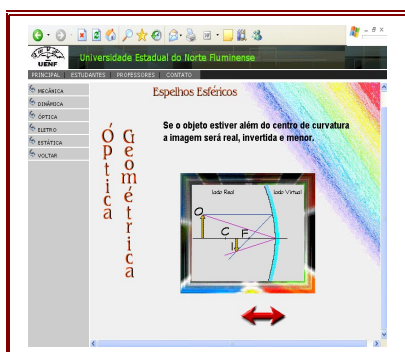 UENF
Universidade Estadual do Norte Fluminense
PRINCIPAL
ESTUDANTES
PROFESSORES
CONTATO
MECÂNICA
DINÂMICA
ÓPTICA
ELETRO
ESTÁTICA
VOLTAR
Espelhos Esféricos
Óptica
Geométrica
Se o objeto estiver além do centro de curvatura
a imagem será real, invertida e menor.
lado Real
lado Virtual
O
C
F
I